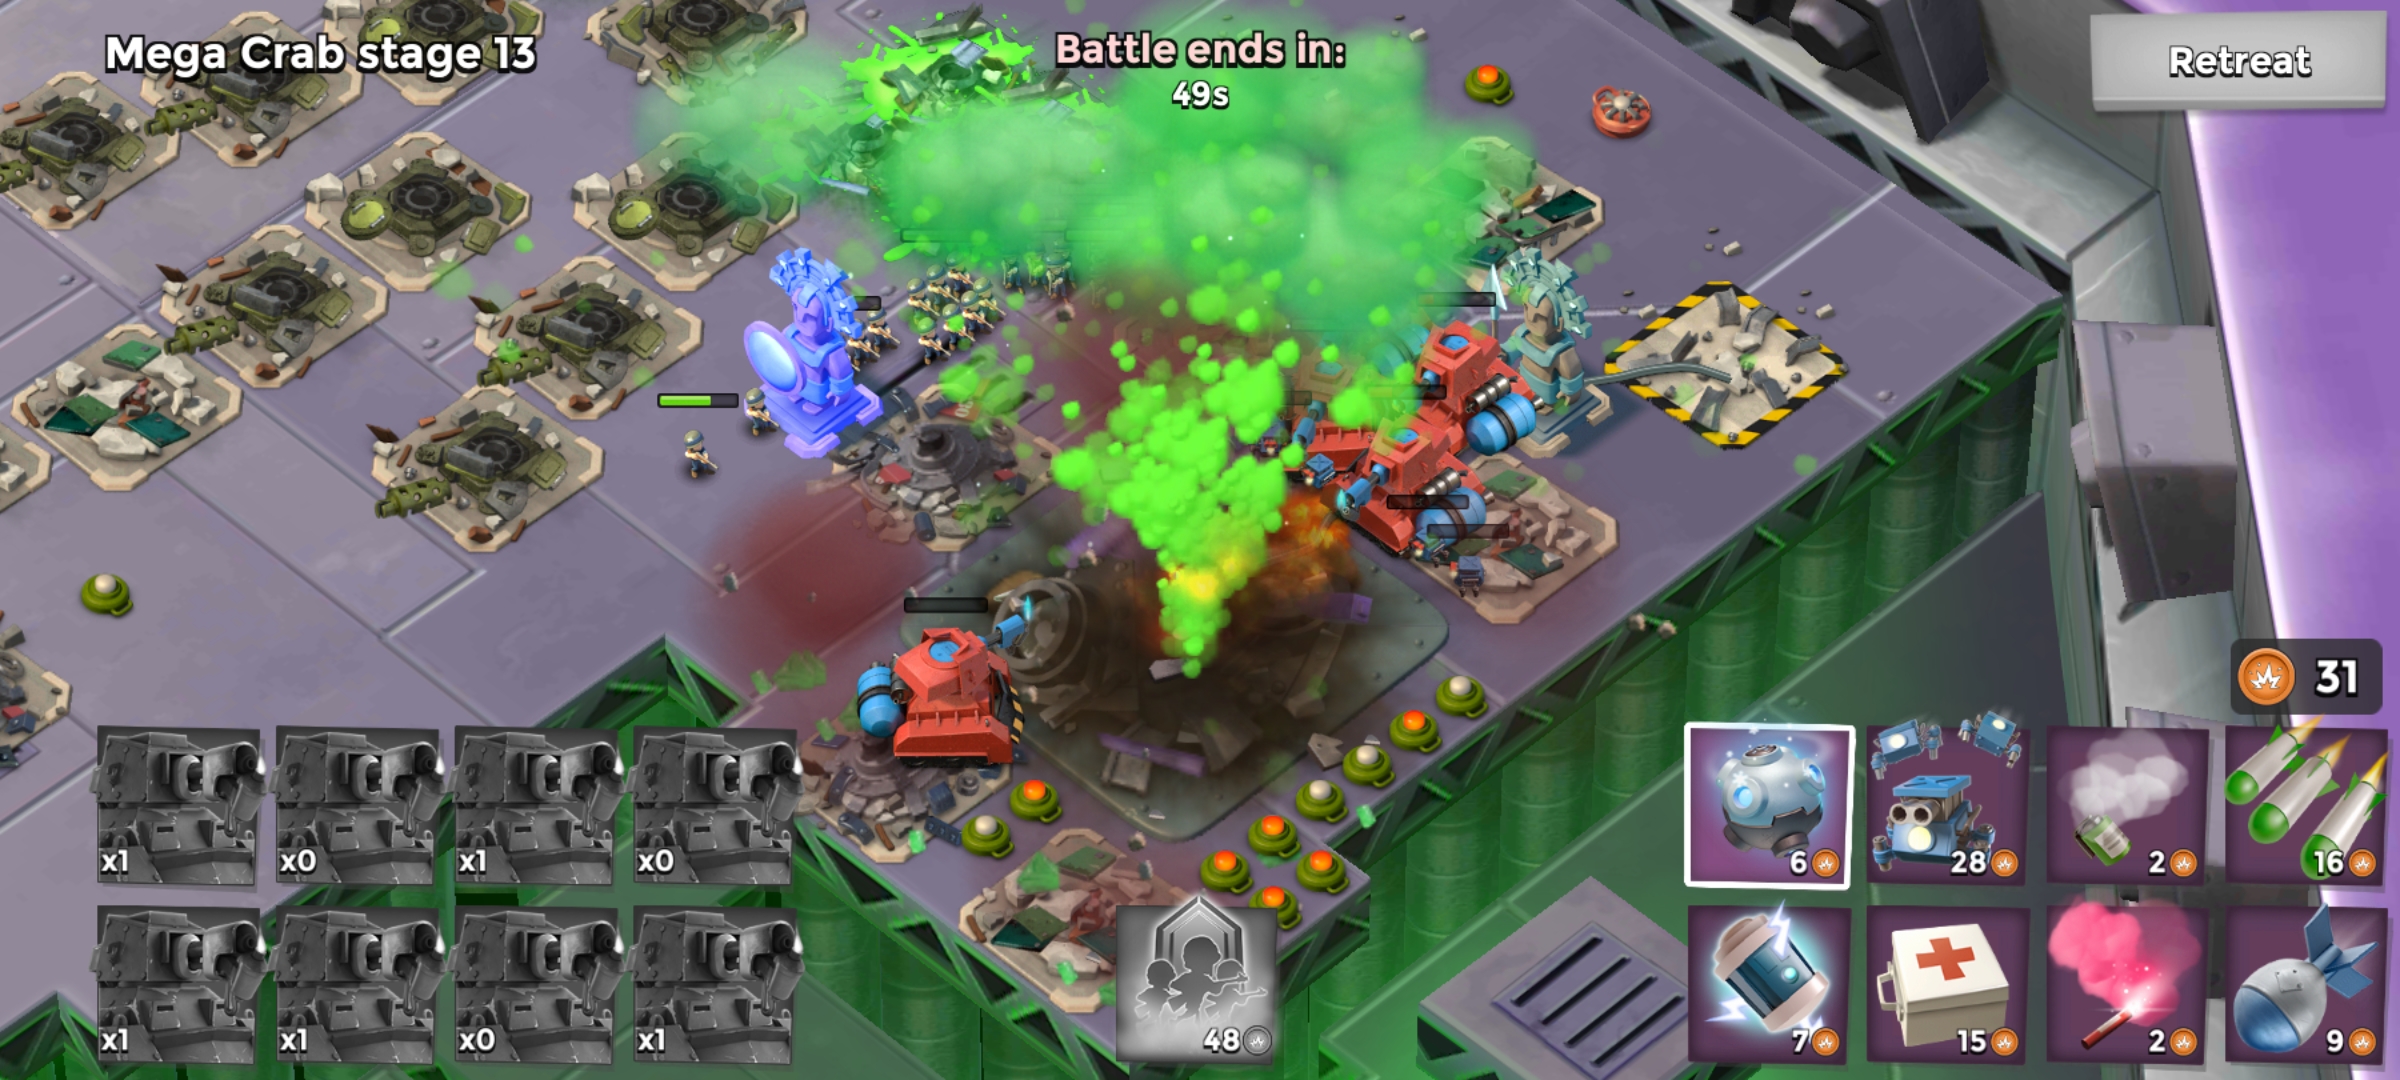 Mega Crab stage 13
Battle ends in:
49s
Retreat
31
x1
x0
x1
x0
6
28
2
16
x1
x1
x0
x1
48
7
15
2
9